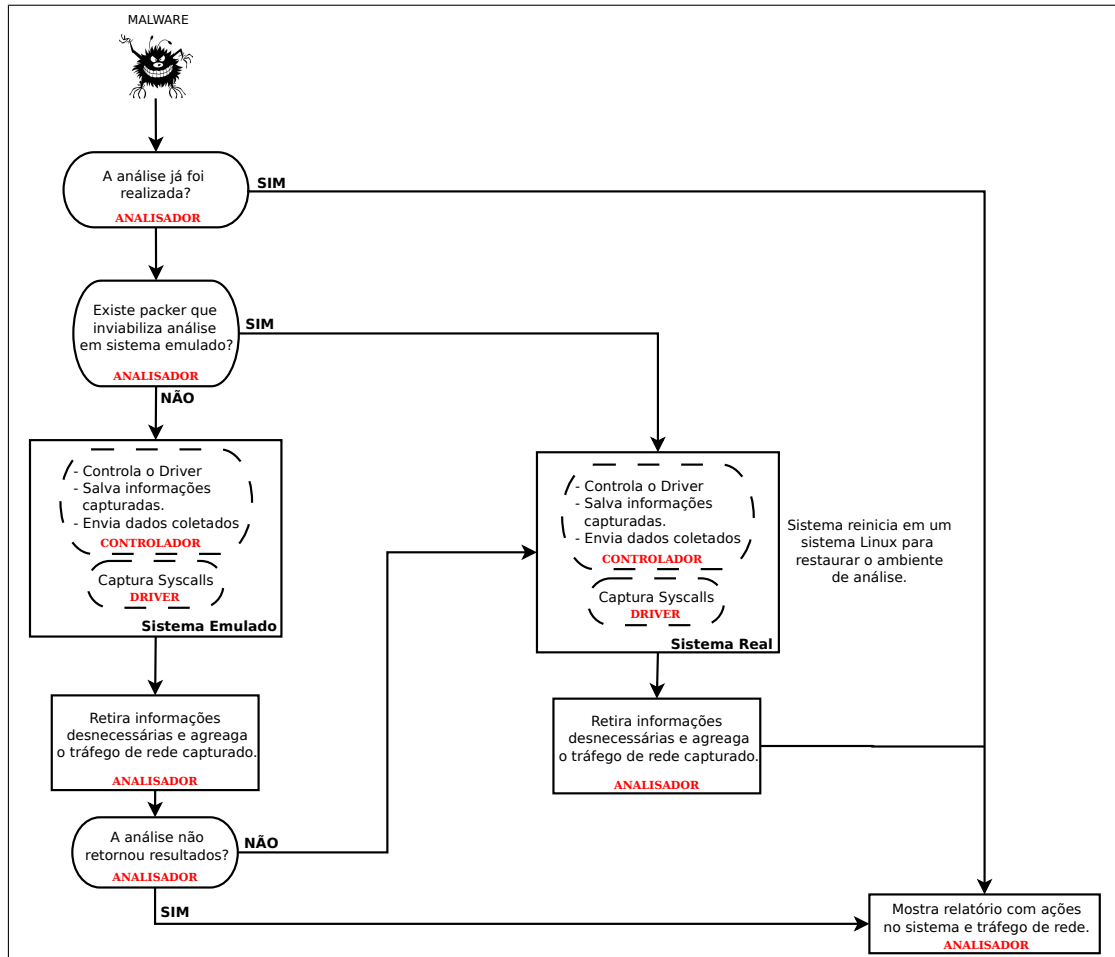 MALWARE
A análise já foi
realizada?
ANALISADOR
SIM
Existe packer que
inviabiliza análise
em sistema emulado?
ANALISADOR
SIM
NÃO
- Controla o Driver
- Salva informações
capturadas.
- Envia dados coletados
CONTROLADOR
Captura Syscalls
DRIVER
Sistema Emulado
- Controla o Driver
- Salva informações
capturadas.
- Envia dados coletados
CONTROLADOR
Captura Syscalls
DRIVER
Sistema Real
Sistema reinicia em um
sistema Linux para
restaurar o ambiente
de análise.
Retira informações
desnecessárias e agreaga
o tráfego de rede capturado.
ANALISADOR
Retira informações
desnecessárias e agreaga
o tráfego de rede capturado.
ANALISADOR
A análise não
retornou resultados?
ANALISADOR
NÃO
SIM
Mostra relatório com ações
no sistema e tráfego de rede.
ANALISADOR